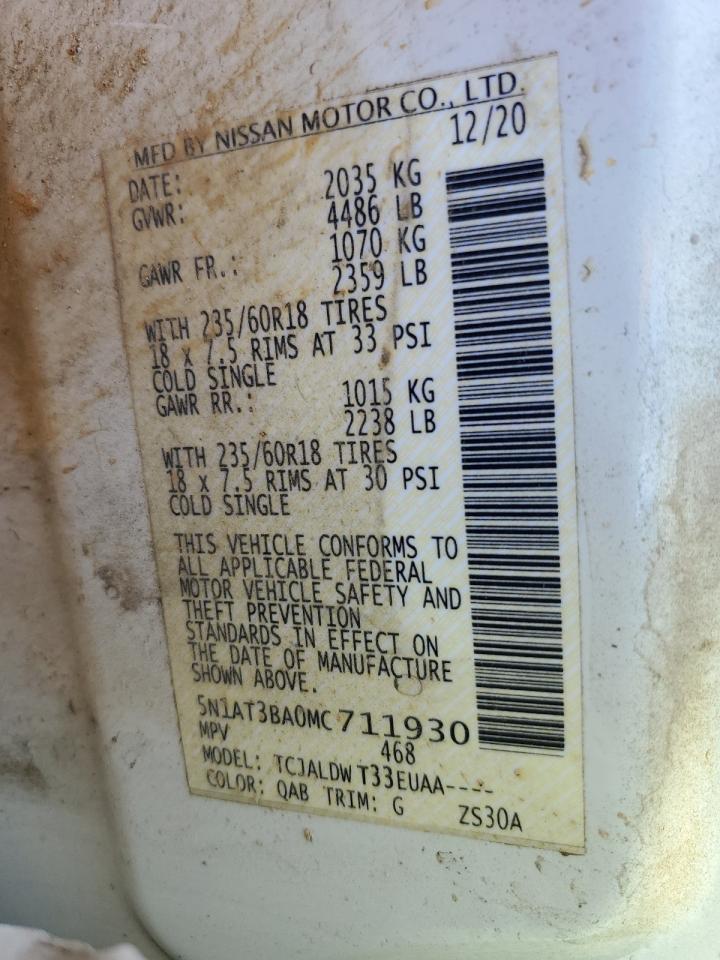 MFD BY NISSAN MOTOR CO., LTD.
DATE: 12/20
GVWR: 2035 KG
4486 LB
GAWR FR.: 1070 KG
2359 LB
WITH 235/60R18 TIRES
18 x 7.5 RIMS AT 33 PSI
COLD SINGLE
GAWR RR.: 1015 KG
2238 LB
WITH 235/60R18 TIRES
18 x 7.5 RIMS AT 30 PSI
COLD SINGLE
THIS VEHICLE CONFORMS TO
ALL APPLICABLE FEDERAL
MOTOR VEHICLE SAFETY AND
THEFT PREVENTION
STANDARDS IN EFFECT ON
THE DATE OF MANUFACTURE
SHOWN ABOVE.
5N1AT3BA0MC711930
MPV 468
MODEL: TCJALDWT33EUAA----
COLOR: QAB TRIM: G ZS30A